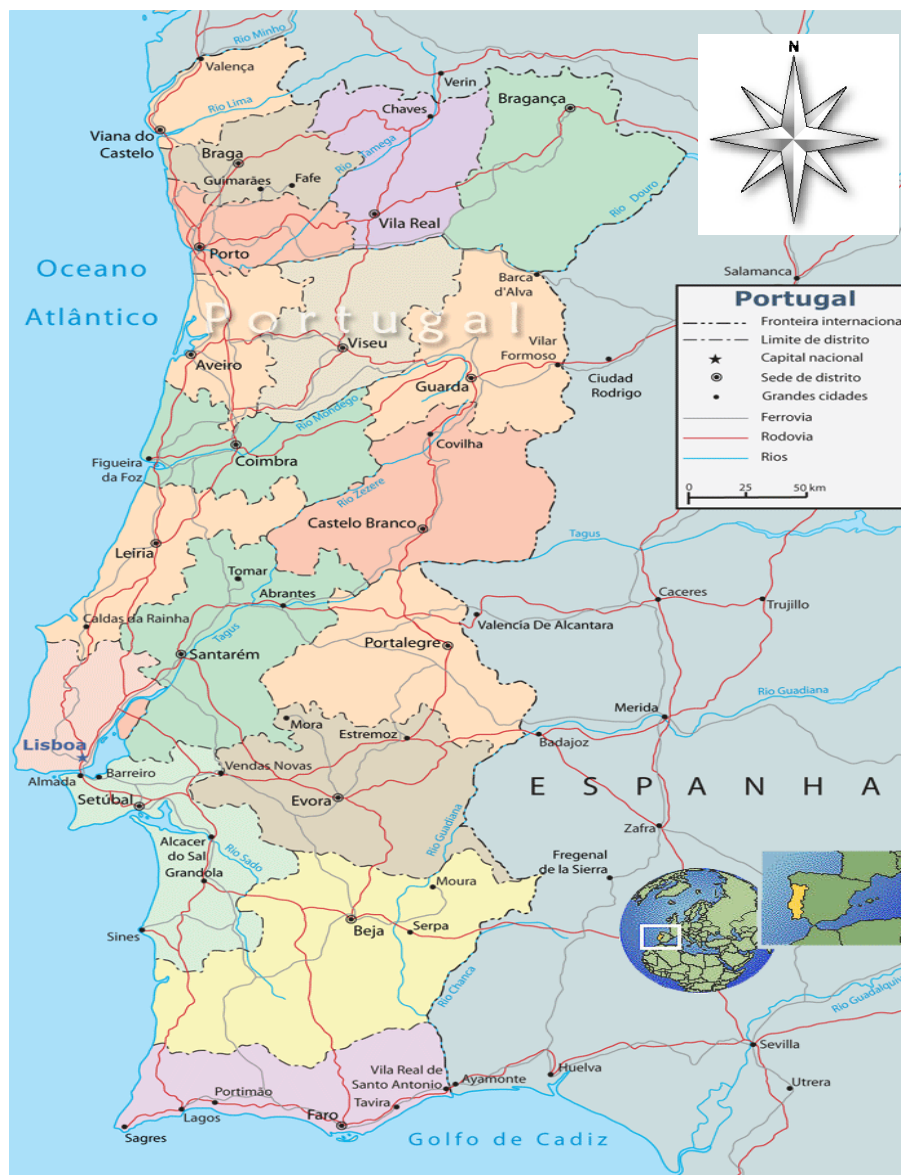 N
Rio Minho
Valença
Verin
Rio Lima
Chaves
Bragança
Viana do
Castelo
Braga
Rio Tamega
Guimarães
Fafe
Rio Douro
Vila Real
Porto
Oceano
Atlântico
Barca
d'Alva
Salamanca
Portugal
Portugal
Fronteira internaciona
Limite de distrito
Capital nacional
Sede de distrito
Grandes cidades
Ferrovia
Rodovia
Rios
0 25 50 km
Viseu
Vilar
Formoso
Aveiro
Guarda
Ciudad
Rodrigo
Rio Mondego
Covilha
Coimbra
Figueira
da Foz
Rio Zezere
Castelo Branco
Tagus
Leíria
Tomar
Abrantes
Caceres
Trujillo
Caldas da Rainha
Tagus
Valencia De Alcantara
Portalegre
Santarém
Rio Guadiana
Merida
Mora
Estremoz
Badajoz
Lisboa
Almada
Barreiro
Vendas Novas
ESPANHA
Setúbal
Evora
Zafra
Rio Guadiana
Alcacer
do Sal
Rio Sado
Grandola
Fregenal
de la Sierra
Moura
Sines
Beja
Serpa
Rio Chanca
Rio Guadalqui
Sevilla
Vila Real de
Santo Antonio
Ayamonte
Huelva
Utrera
Portimão
Tavira
Lagos
Faro
Sagres
Golfo de Cadiz